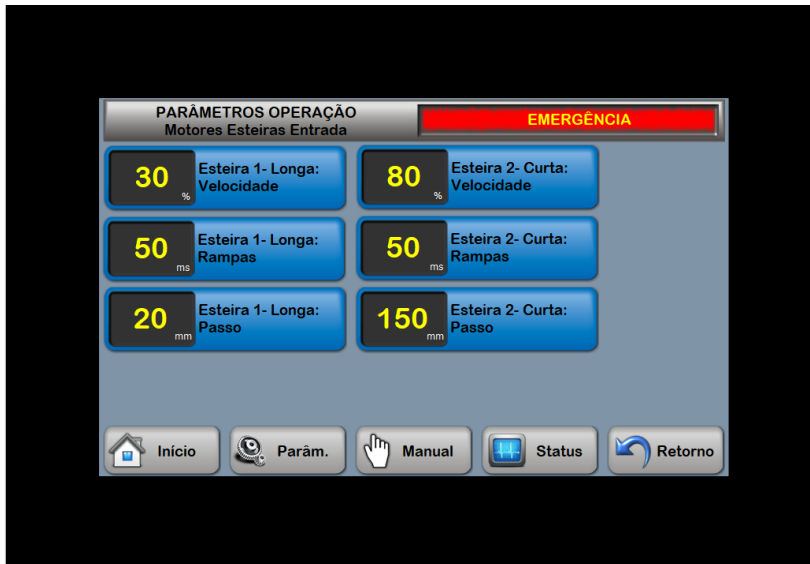 PARÂMETROS OPERAÇÃO
Motores Esteiras Entrada
EMERGÊNCIA
30 %
Esteira 1- Longa:
Velocidade
80 %
Esteira 2- Curta:
Velocidade
50 ms
Esteira 1- Longa:
Rampas
50 ms
Esteira 2- Curta:
Rampas
20 mm
Esteira 1- Longa:
Passo
150 mm
Esteira 2- Curta:
Passo
Início
Parâm.
Manual
Status
Retorno